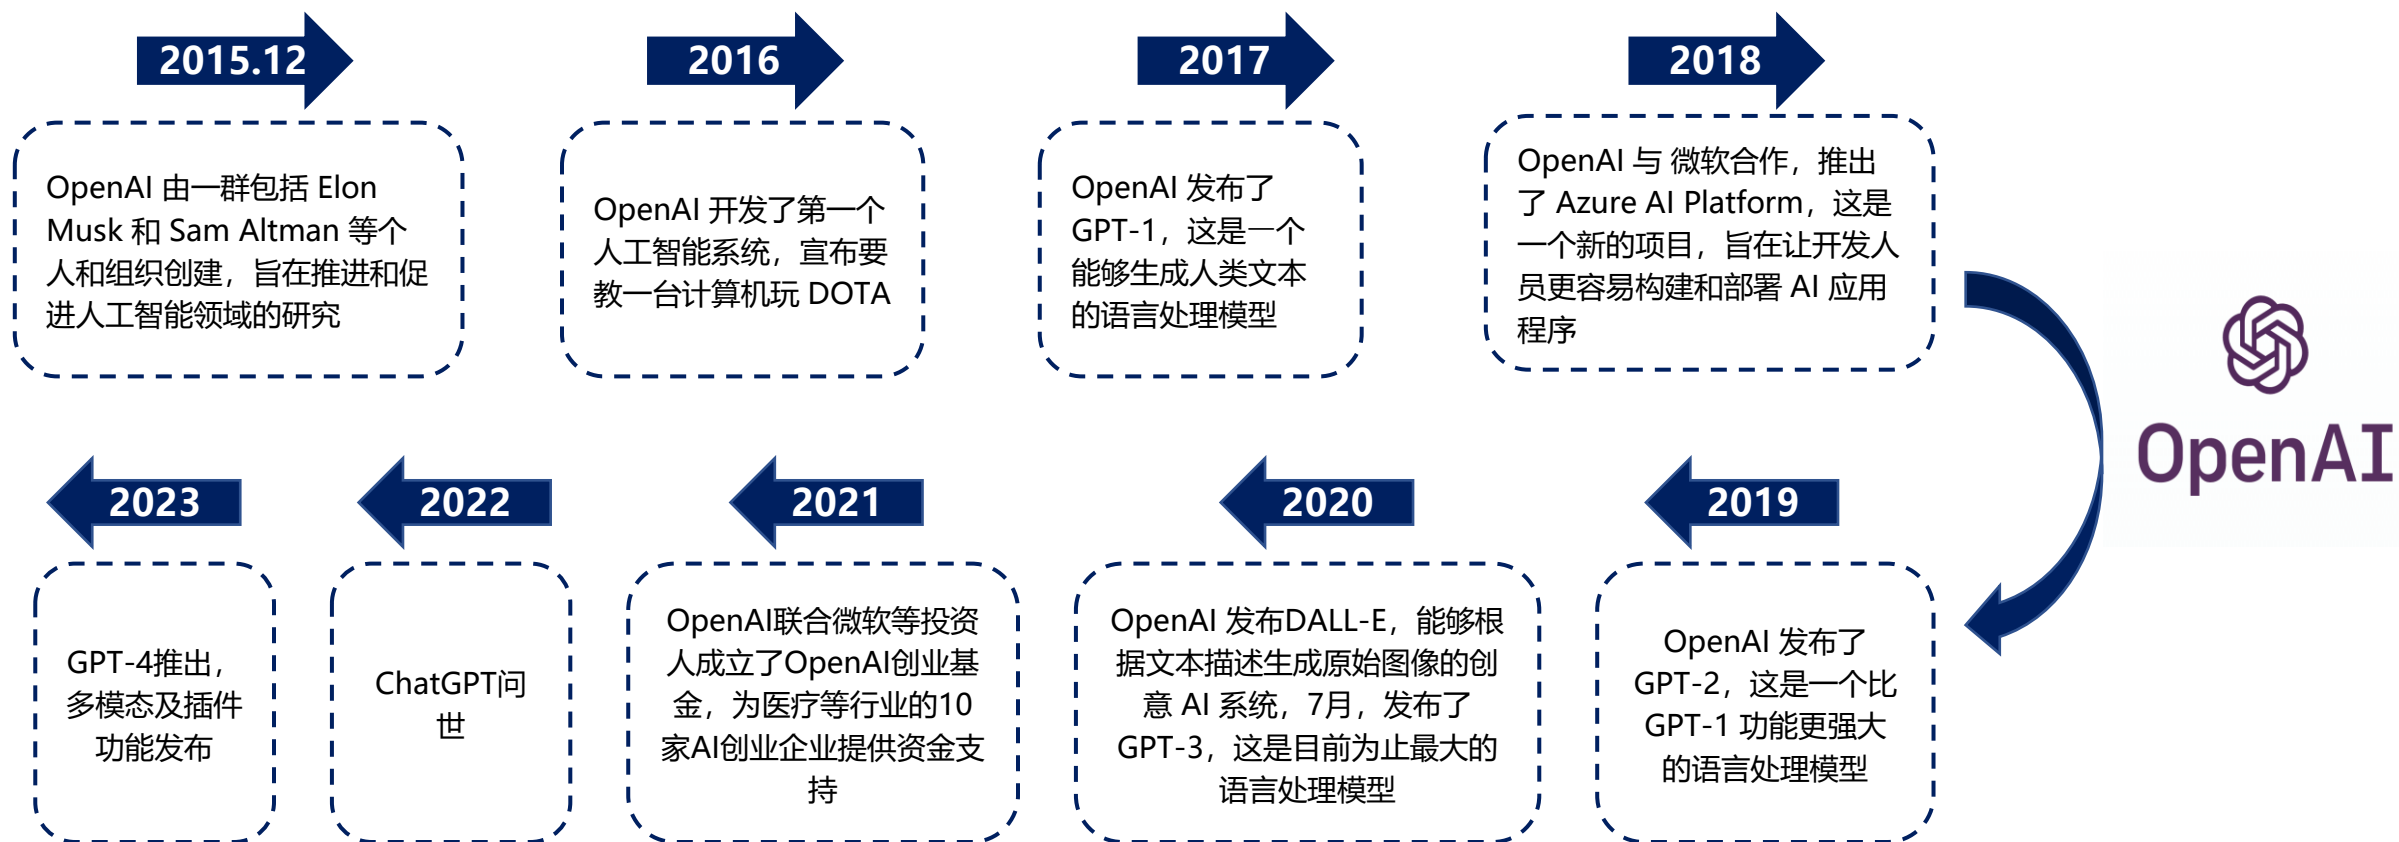 2015.12
OpenAI 由一群包括 Elon
Musk 和 Sam Altman 等个
人和组织创建，旨在推进和促
进人工智能领域的研究
2016
OpenAI 开发了第一个
人工智能系统，宣布要
教一台计算机玩 DOTA
2017
OpenAI 发布了
GPT-1，这是一个
能够生成人类文本
的语言处理模型
2018
OpenAI 与 微软合作，推出
了 Azure AI Platform，这是
一个新的项目，旨在让开发人
员更容易构建和部署 AI 应用
程序
OpenAI
2019
OpenAI 发布了
GPT-2，这是一个比
GPT-1 功能更强大
的语言处理模型
2020
OpenAI 发布DALL-E，能够根
据文本描述生成原始图像的创
意 AI 系统，7月，发布了
GPT-3，这是目前为止最大的
语言处理模型
2021
OpenAI联合微软等投资
人成立了OpenAI创业基
金，为医疗等行业的10
家AI创业企业提供资金支
持
2022
ChatGPT问
世
2023
GPT-4推出，
多模态及插件
功能发布